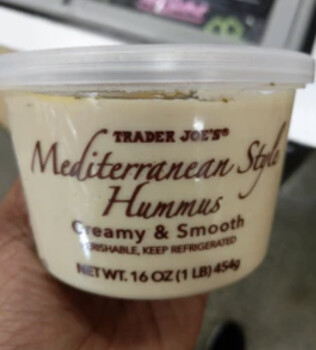 TRADER JOE'S®
Mediterranean Style
Hummus
Creamy & Smooth
PERISHABLE, KEEP REFRIGERATED
NET WT. 16 OZ (1 LB) 454g